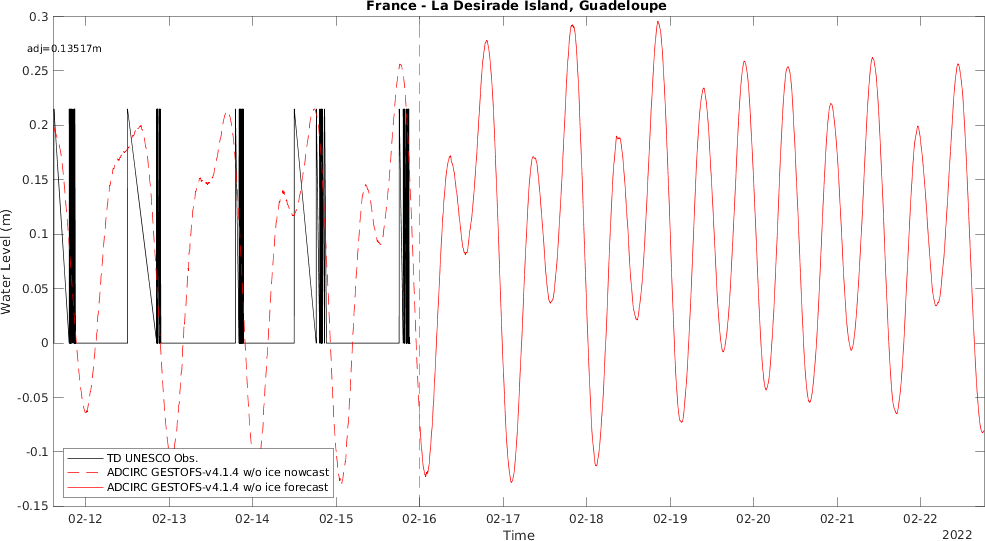 France - La Desirade Island, Guadeloupe
adj=0.13517m
0.3
0.25
0.2
0.15
0.1
0.05
0
-0.05
-0.1
-0.15
Water Level (m)
TD UNESCO Obs.
ADCIRC GESTOFS-v4.1.4 w/o ice nowcast
ADCIRC GESTOFS-v4.1.4 w/o ice forecast
02-12 02-13 02-14 02-15 02-16 02-17 02-18 02-19 02-20 02-21 02-22
Time
2022